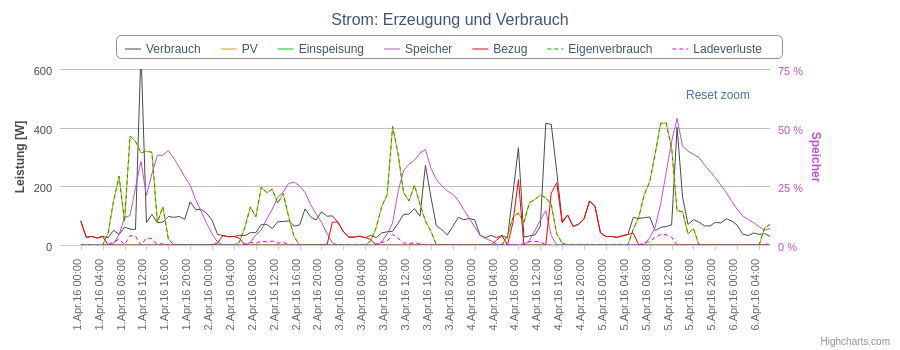 Strom: Erzeugung und Verbrauch
Verbrauch PV Einspeisung Speicher Bezug Eigenverbrauch Ladeverluste
Reset zoom
Leistung [W]
600
400
200
0
75 %
50 %
25 %
0 %
Speicher
1.Apr.16 00:00
1.Apr.16 04:00
1.Apr.16 08:00
1.Apr.16 12:00
1.Apr.16 16:00
1.Apr.16 20:00
2.Apr.16 00:00
2.Apr.16 04:00
2.Apr.16 08:00
2.Apr.16 12:00
2.Apr.16 16:00
2.Apr.16 20:00
3.Apr.16 00:00
3.Apr.16 04:00
3.Apr.16 08:00
3.Apr.16 12:00
3.Apr.16 16:00
3.Apr.16 20:00
4.Apr.16 00:00
4.Apr.16 04:00
4.Apr.16 08:00
4.Apr.16 12:00
4.Apr.16 16:00
4.Apr.16 20:00
5.Apr.16 00:00
5.Apr.16 04:00
5.Apr.16 08:00
5.Apr.16 12:00
5.Apr.16 16:00
5.Apr.16 20:00
6.Apr.16 00:00
6.Apr.16 04:00
Highcharts.com